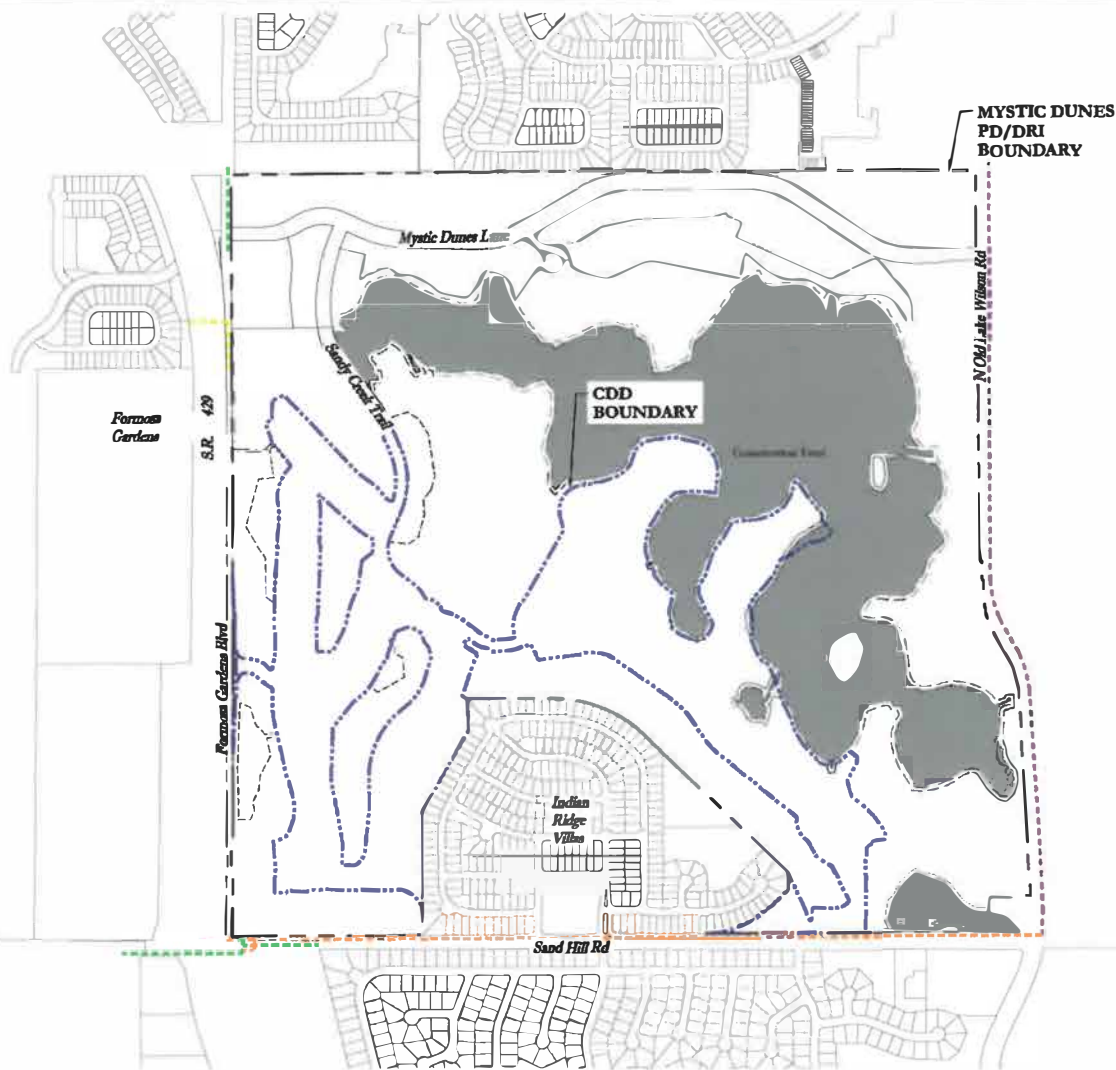 MYSTIC DUNES
PD/DRI
BOUNDARY
Mystic Dunes Lane
N Old Lake Wilson Rd
Sandy Creek Trail
CDD
BOUNDARY
Formosa
Gardens
S.R. 429
Formosa Gardens Blvd
Indian
Ridge
Villas
Sand Hill Rd